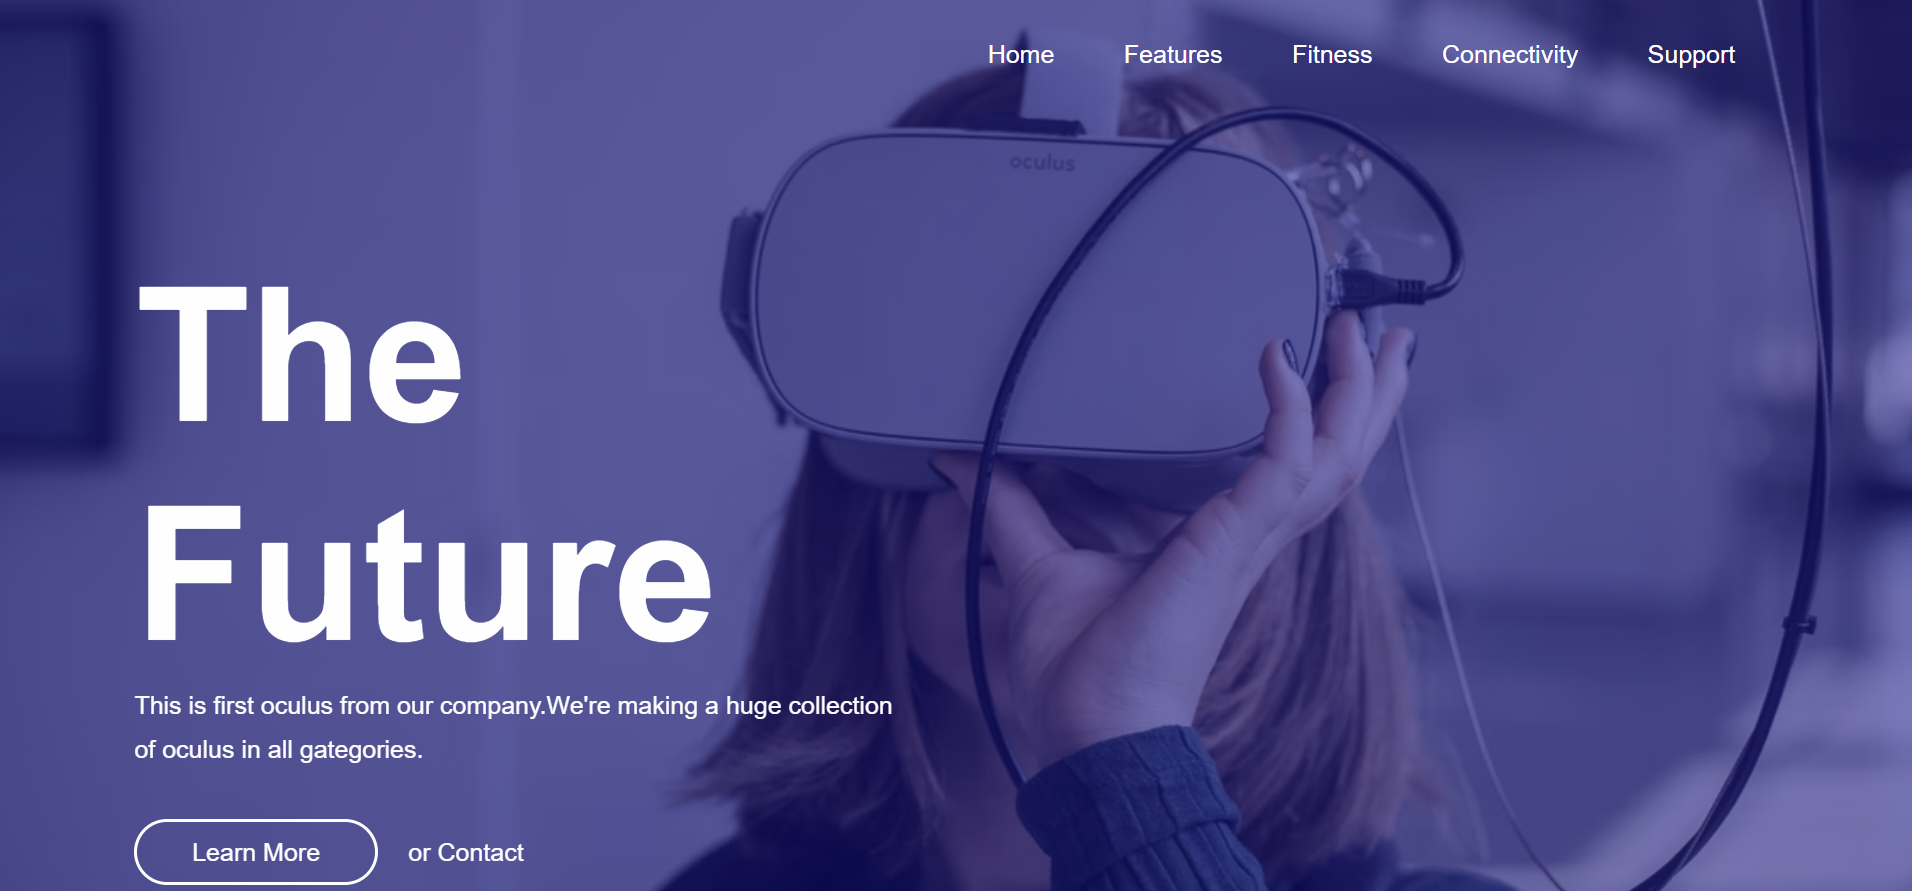 Home Features Fitness Connectivity Support
oculus
The
Future
This is first oculus from our company.We're making a huge collection
of oculus in all gategories.
Learn More or Contact